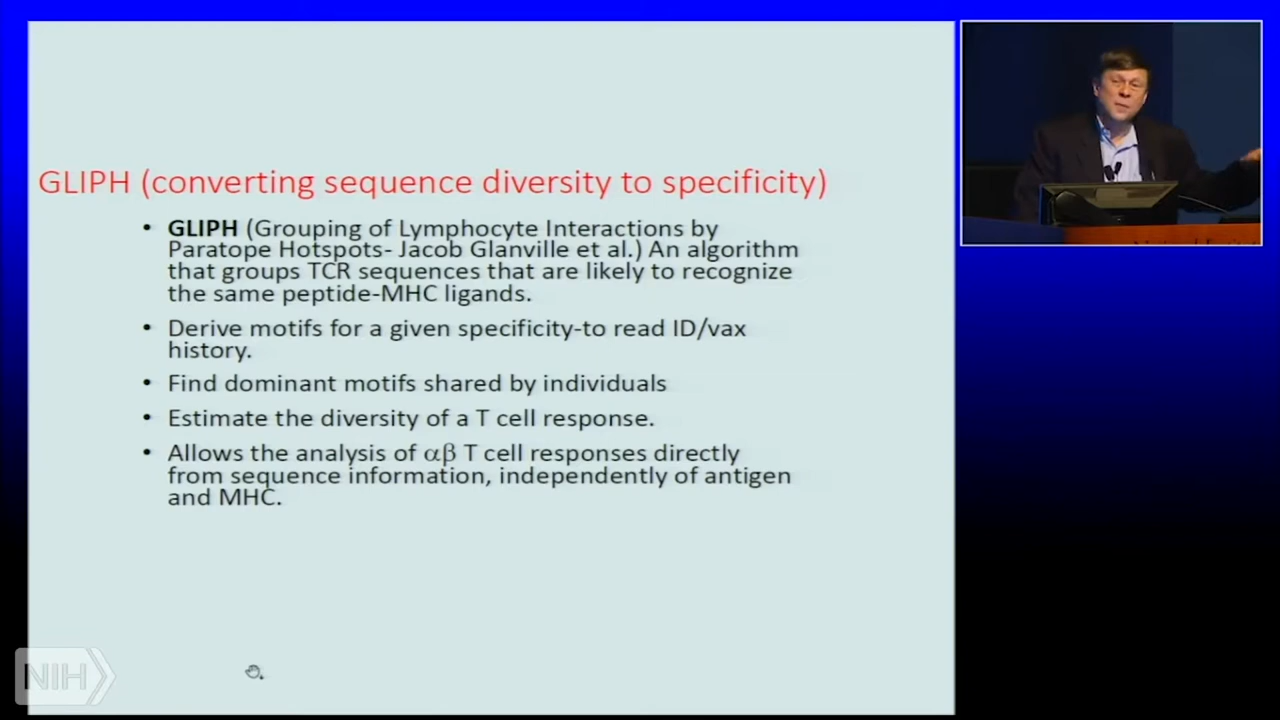 GLIPH (converting sequence diversity to specificity)
• GLIPH (Grouping of Lymphocyte Interactions by
Paratope Hotspots- Jacob Glanville et al.) An algorithm
that groups TCR sequences that are likely to recognize
the same peptide-MHC ligands.
• Derive motifs for a given specificity-to read ID/vax
history.
• Find dominant motifs shared by individuals
• Estimate the diversity of a T cell response.
• Allows the analysis of αβ T cell responses directly
from sequence information, independently of antigen
and MHC.
NIH